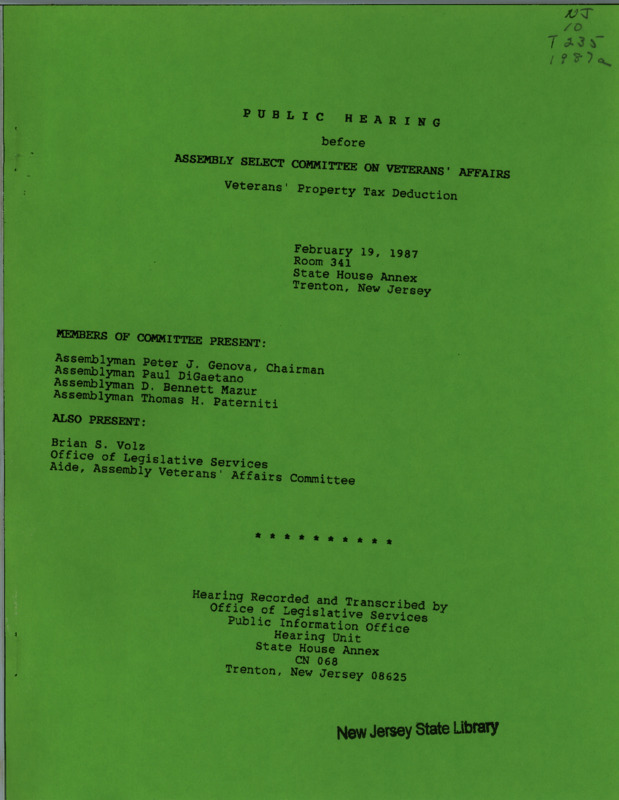 NJ
10
T235
1987a
PUBLIC HEARING
before
ASSEMBLY SELECT COMMITTEE ON VETERANS' AFFAIRS
Veterans' Property Tax Deduction
February 19, 1987
Room 341
State House Annex
Trenton, New Jersey
MEMBERS OF COMMITTEE PRESENT:
Assemblyman Peter J. Genova, Chairman
Assemblyman Paul DiGaetano
Assemblyman D. Bennett Mazur
Assemblyman Thomas H. Paterniti
ALSO PRESENT:
Brian S. Volz
Office of Legislative Services
Aide, Assembly Veterans' Affairs Committee
* * * * * * * * * *
Hearing Recorded and Transcribed by
Office of Legislative Services
Public Information Office
Hearing Unit
State House Annex
CN 068
Trenton, New Jersey 08625
New Jersey State Library